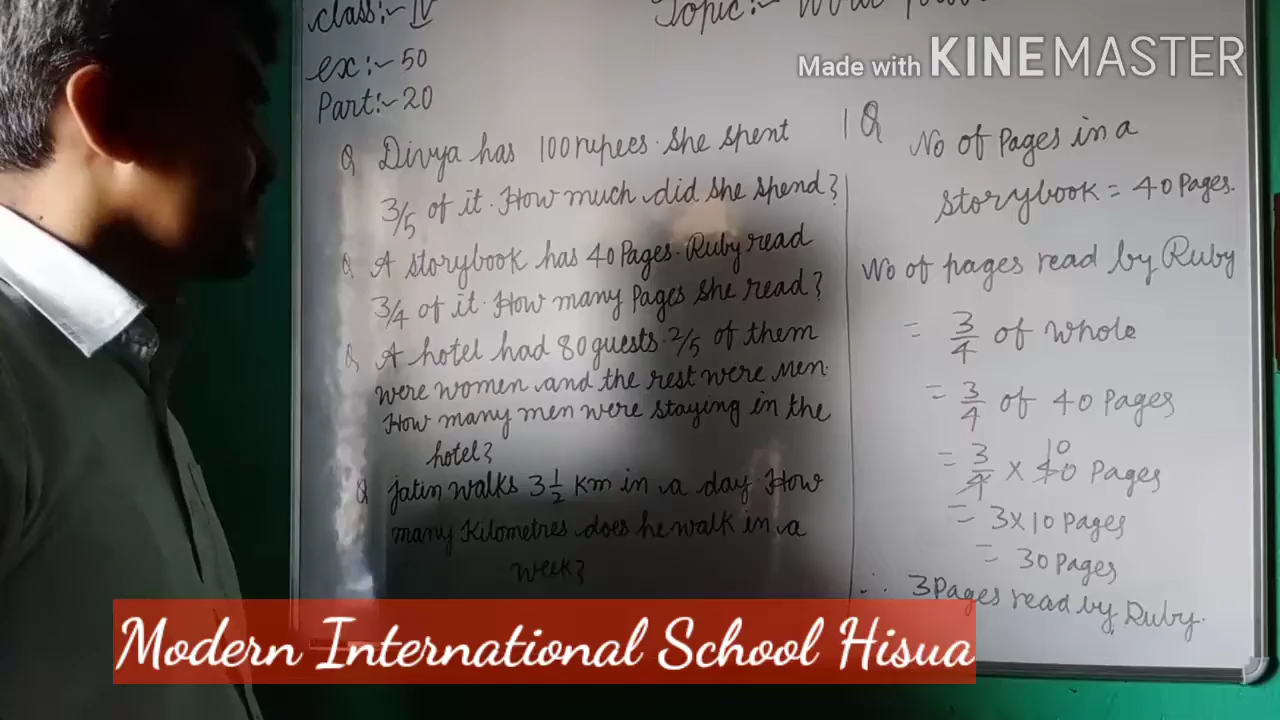 class:- IV
ex:- 50
Part:- 20
Topic:- Word
Made with KINEMASTER
Q Divya has 100 rupees. She spent
3/5 of it. How much did she spend?
Q A storybook has 40 Pages. Ruby read
3/4 of it. How many Pages she read?
Q A hotel had 80 guests. 2/5 of them
were women and the rest were Men.
How many men were staying in the
hotel?
Q Jatin walks 3 1/2 Km in a day. How
many Kilometres does he walk in a
week?
1 Q No of Pages in a
storybook = 40 Pages.
No of pages read by Ruby
= 3/4 of whole
= 3/4 of 40 Pages
= 3/4 x 40 10 Pages
= 3x10 Pages
= 30 Pages
∴ 3 Pages read by Ruby.
Modern International School Hisua